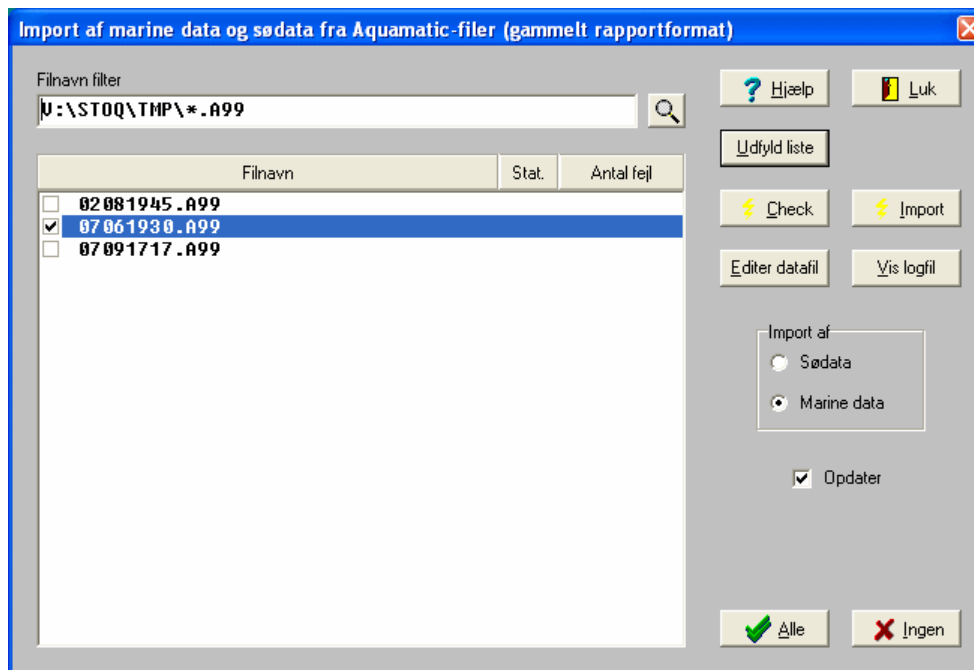 Import af marine data og sødata fra Aquamatic-filer (gammelt rapportformat)
Filnavn filter
V:\STOQ\TMP\*.A99
Hjælp
Luk
Udfyld liste
Filnavn Stat. Antal fejl
02081945.A99
07061930.A99
07091717.A99
Check
Import
Editer datafil
Vis logfil
Import af
Sødata
Marine data
Opdater
Alle
Ingen